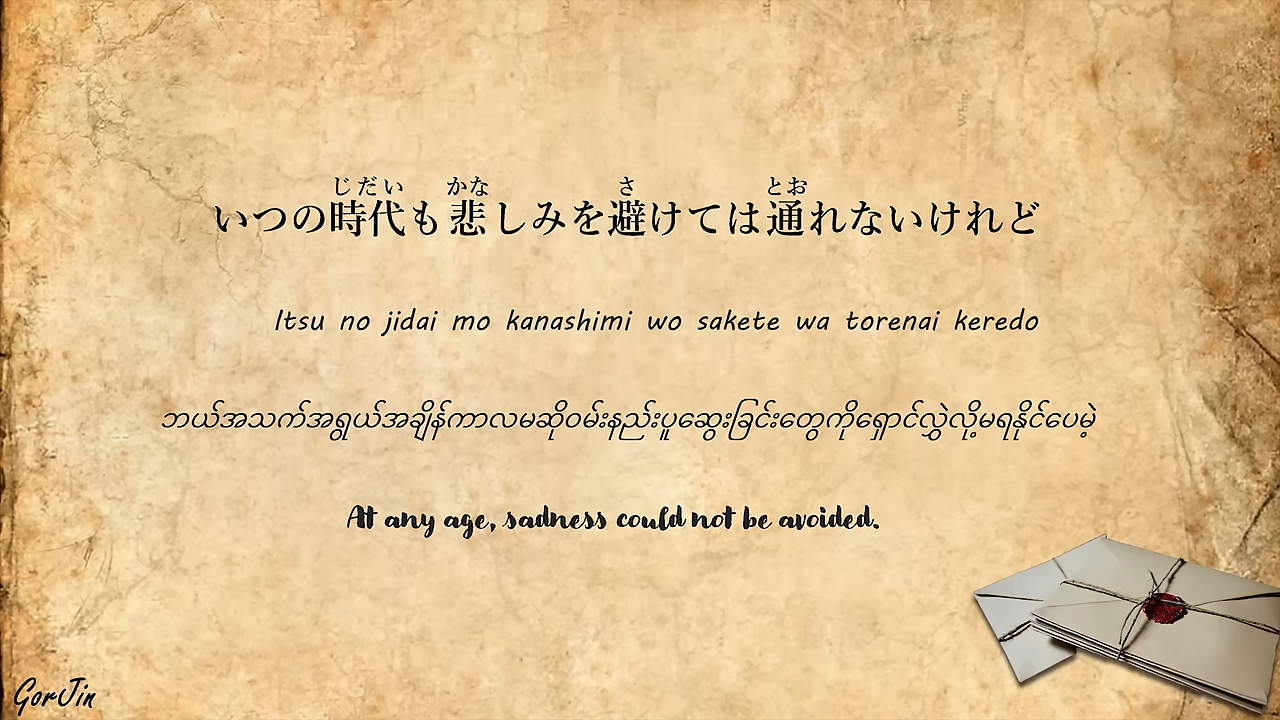 じだい かな さ とお
いつの時代も悲しみを避けては通れないけれど
Itsu no jidai mo kanashimi wo sakete wa torenai keredo
ဘယ်အသက်အရွယ်အချိန်ကာလမဆိုဝမ်းနည်းပူဆွေးခြင်းတွေကိုရှောင်လွှဲလို့မရနိုင်ပေမဲ့
At any age, sadness could not be avoided.
GorJin